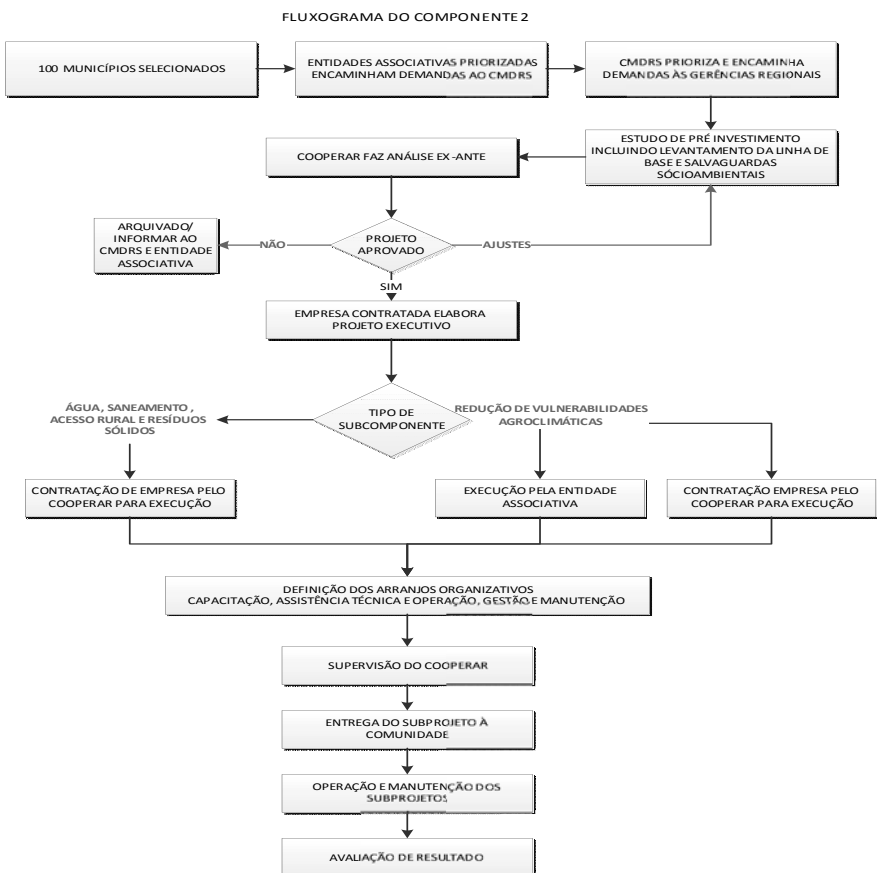 FLUXOGRAMA DO COMPONENTE 2
100 MUNICÍPIOS SELECIONADOS
ENTIDADES ASSOCIATIVAS PRIORIZADAS
ENCAMINHAM DEMANDAS AO CMDRS
CMDRS PRIORIZA E ENCAMINHA
DEMANDAS ÀS GERÊNCIAS REGIONAIS
ESTUDO DE PRÉ INVESTIMENTO
INCLUINDO LEVANTAMENTO DA LINHA DE
BASE E SALVAGUARDAS
SÓCIOAMBIENTAIS
COOPERAR FAZ ANÁLISE EX-ANTE
PROJETO
APROVADO
NÃO
AJUSTES
ARQUIVADO/
INFORMAR AO
CMDRS E ENTIDADE
ASSOCIATIVA
SIM
EMPRESA CONTRATADA ELABORA
PROJETO EXECUTIVO
TIPO DE
SUBCOMPONENTE
ÁGUA, SANEAMENTO ,
ACESSO RURAL E RESÍDUOS
SÓLIDOS
REDUÇÃO DE VULNERABILIDADES
AGROCLIMÁTICAS
CONTRATAÇÃO DE EMPRESA PELO
COOPERAR PARA EXECUÇÃO
EXECUÇÃO PELA ENTIDADE
ASSOCIATIVA
CONTRATAÇÃO EMPRESA PELO
COOPERAR PARA EXECUÇÃO
DEFINIÇÃO DOS ARRANJOS ORGANIZATIVOS
CAPACITAÇÃO, ASSISTÊNCIA TÉCNICA E OPERAÇÃO, GESTÃO E MANUTENÇÃO
SUPERVISÃO DO COOPERAR
ENTREGA DO SUBPROJETO À
COMUNIDADE
OPERAÇÃO E MANUTENÇÃO DOS
SUBPROJETOS
AVALIAÇÃO DE RESULTADO